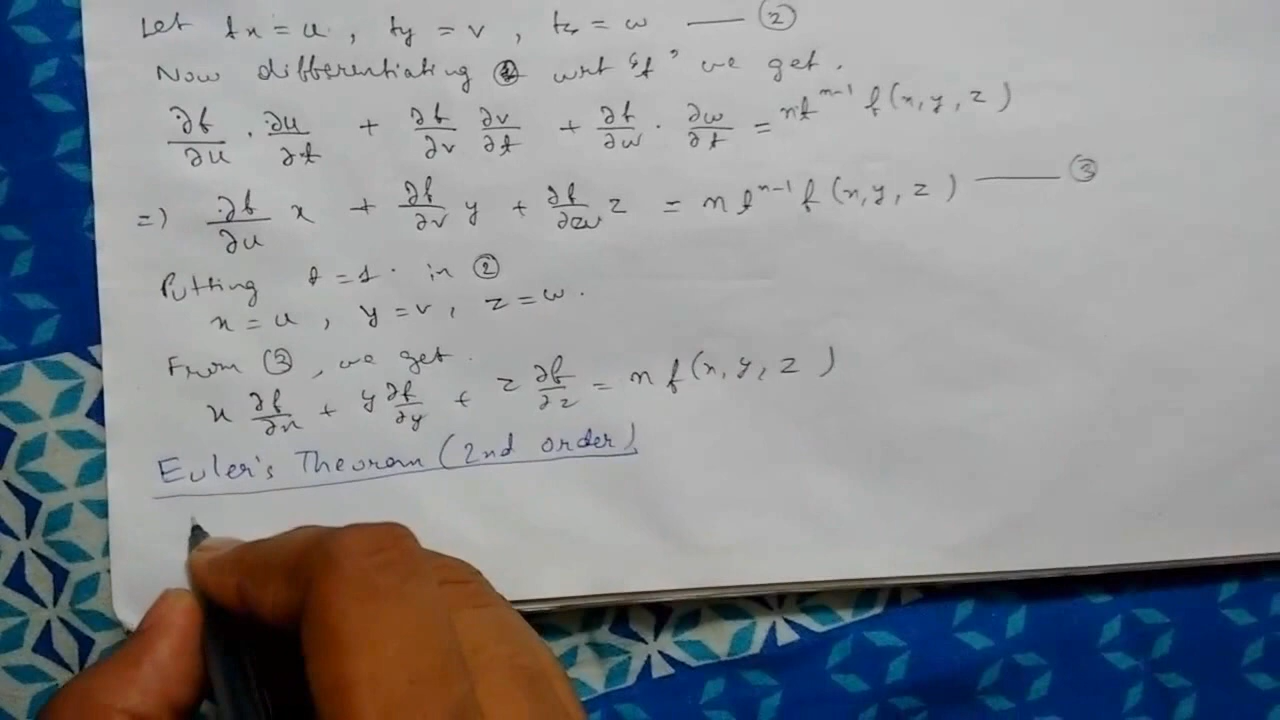 Let tx = u, ty = v, tz = w —— ②
Now differentiating wrt "t" we get.
∂f/∂u · ∂u/∂t + ∂f/∂v ∂v/∂t + ∂f/∂w · ∂w/∂t = nt^{n-1} f(x, y, z)
=) ∂f/∂u x + ∂f/∂v y + ∂f/∂w z = n t^{n-1} f(x, y, z) —— ③
Putting t = 1 · in ②
x = u, y = v, z = w.
From ③, we get.
x ∂f/∂x + y ∂f/∂y + z ∂f/∂z = n f(x, y, z)
Euler's Theorem (2nd order)